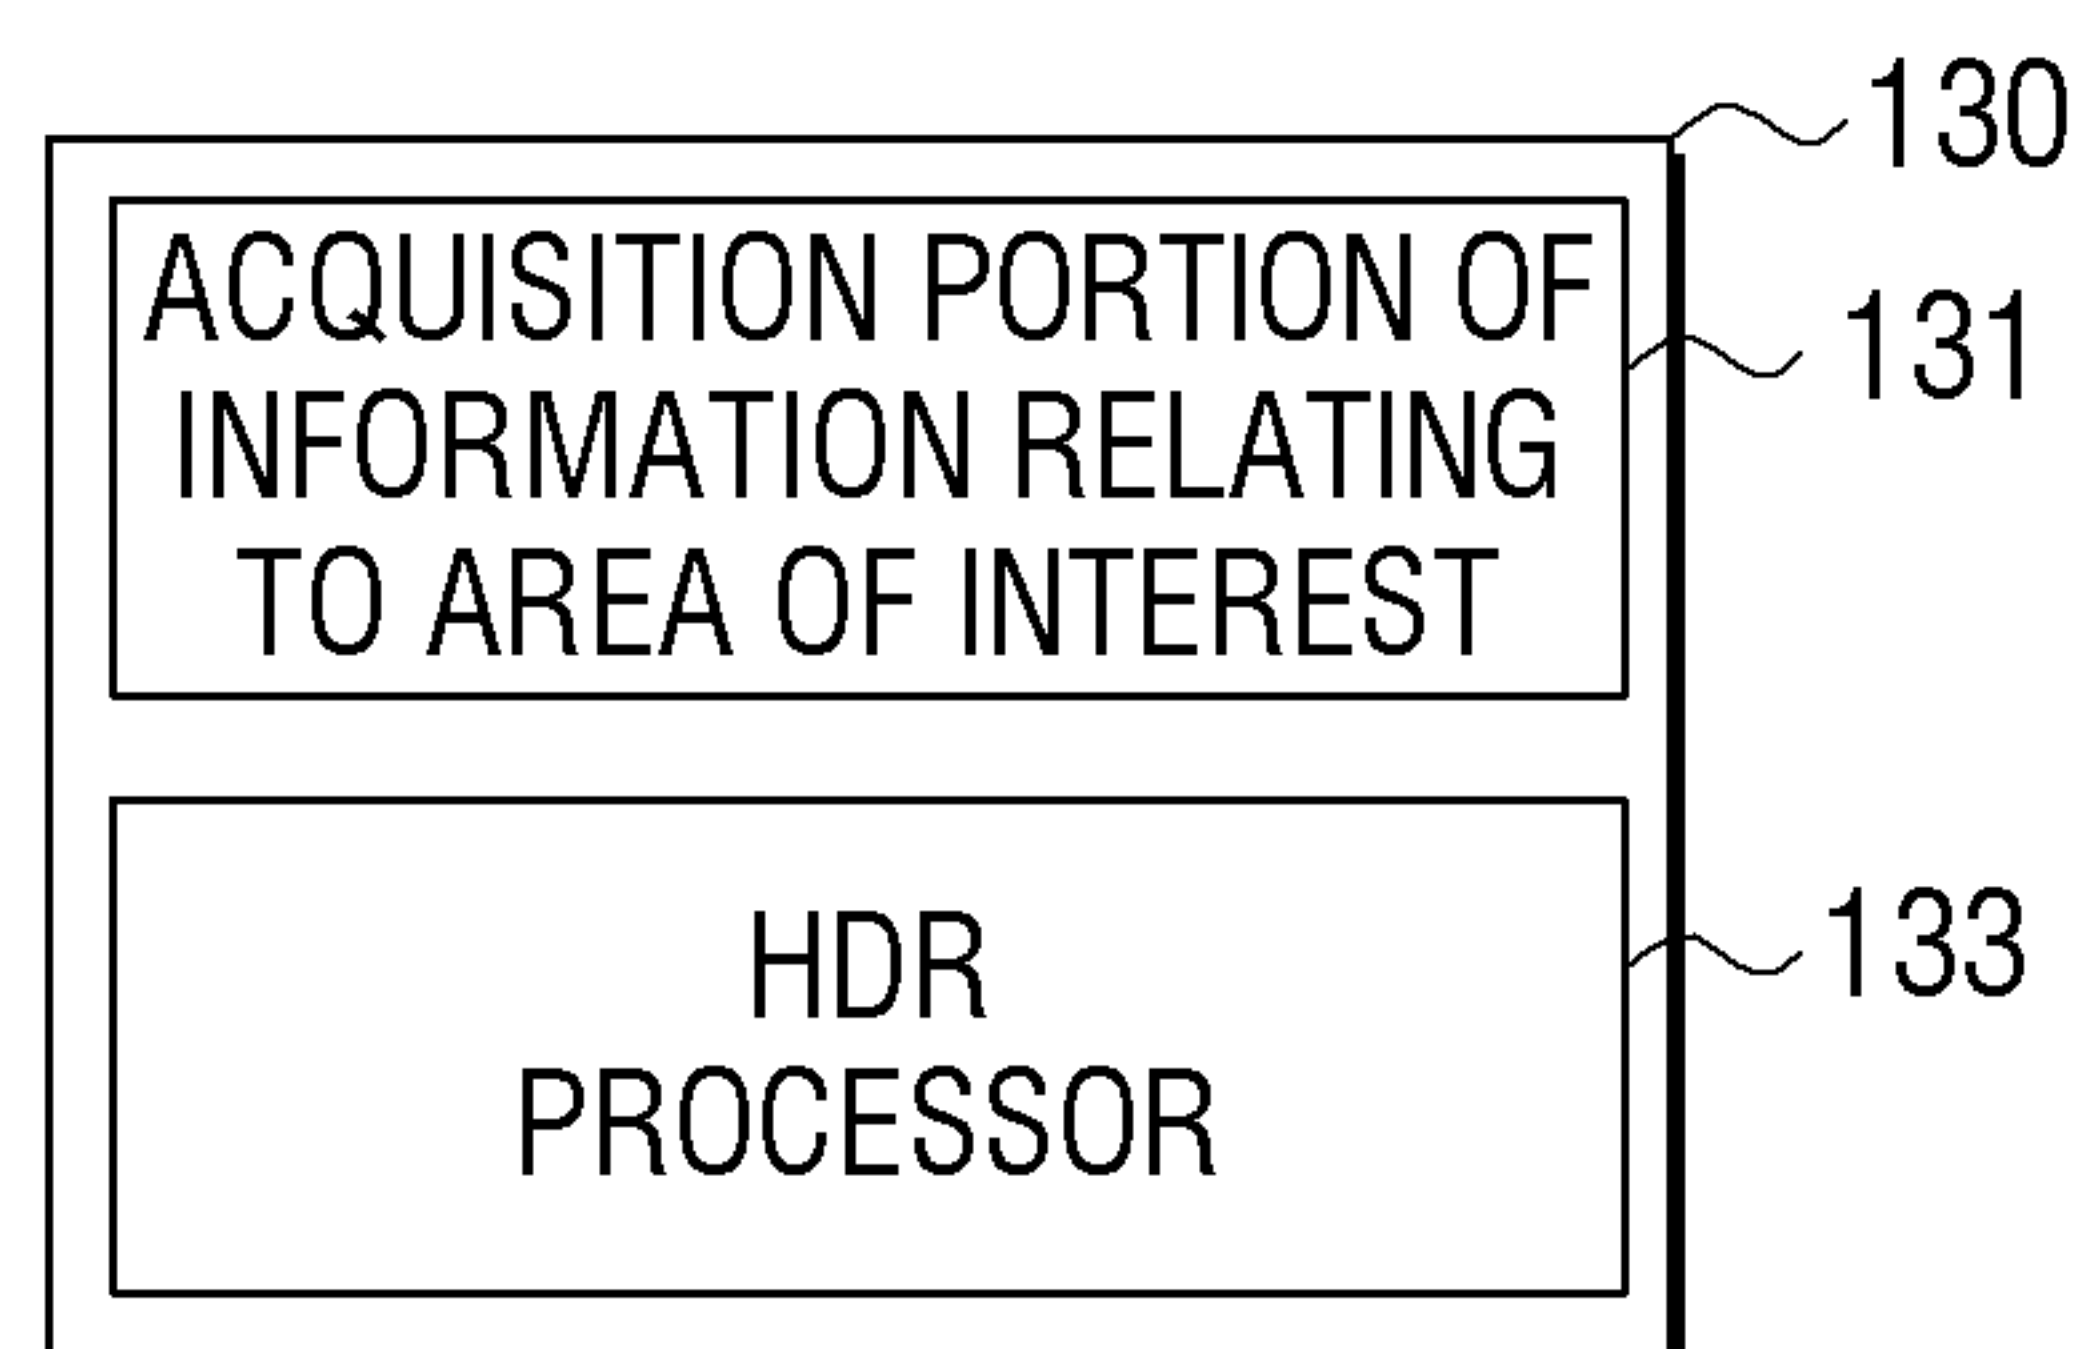 130
ACQUISITION PORTION OF
INFORMATION RELATING
TO AREA OF INTEREST
131
HDR
PROCESSOR
133